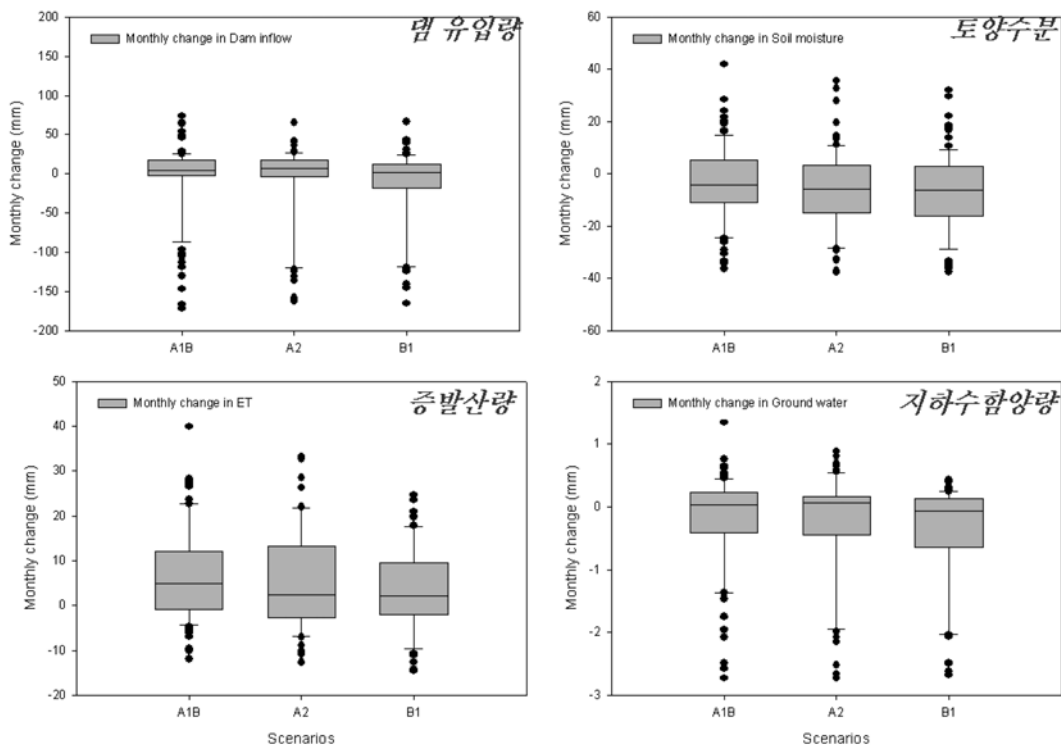 댐 유입량
Monthly change in Dam inflow
Monthly change (mm)
200
150
100
50
0
-50
-100
-150
-200
A1B A2 B1
토양수분
Monthly change in Soil moisture
Monthly change (mm)
60
40
20
0
-20
-40
-60
A1B A2 B1
증발산량
Monthly change in ET
Monthly change (mm)
50
40
30
20
10
0
-10
-20
A1B A2 B1
Scenarios
지하수함양량
Monthly change in Ground water
Monthly change (mm)
2
1
0
-1
-2
-3
A1B A2 B1
Scenarios